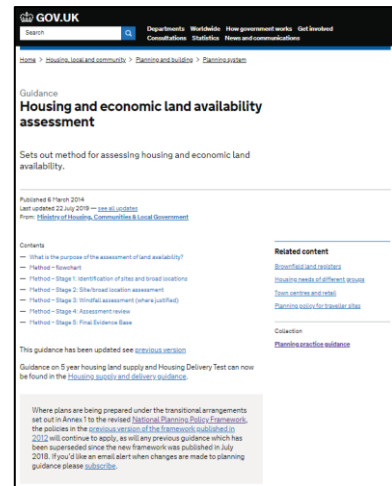 GOV.UK
Search
Departments Worldwide How government works Get involved
Consultations Statistics News and communications
Home > Housing, local and community > Planning and building > Planning system
Guidance
Housing and economic land availability
assessment
Sets out method for assessing housing and economic land
availability.
Published 6 March 2014
Last updated 22 July 2019 — see all updates
From: Ministry of Housing, Communities & Local Government
Contents
— What is the purpose of the assessment of land availability?
— Method – flowchart
— Method – Stage 1: Identification of sites and broad locations
— Method – Stage 2: Site/broad location assessment
— Method – Stage 3: Windfall assessment (where justified)
— Method – Stage 4: Assessment review
— Method – Stage 5: Final Evidence Base
Related content
Brownfield land registers
Housing needs of different groups
Town centres and retail
Planning policy for traveller sites
Collection
Planning practice guidance
This guidance has been updated see previous version
Guidance on 5 year housing land supply and Housing Delivery Test can now
be found in the Housing supply and delivery guidance.
Where plans are being prepared under the transitional arrangements
set out in Annex 1 to the revised National Planning Policy Framework,
the policies in the previous version of the framework published in
2012 will continue to apply, as will any previous guidance which has
been superseded since the new framework was published in July
2018. If you'd like an email alert when changes are made to planning
guidance please subscribe.